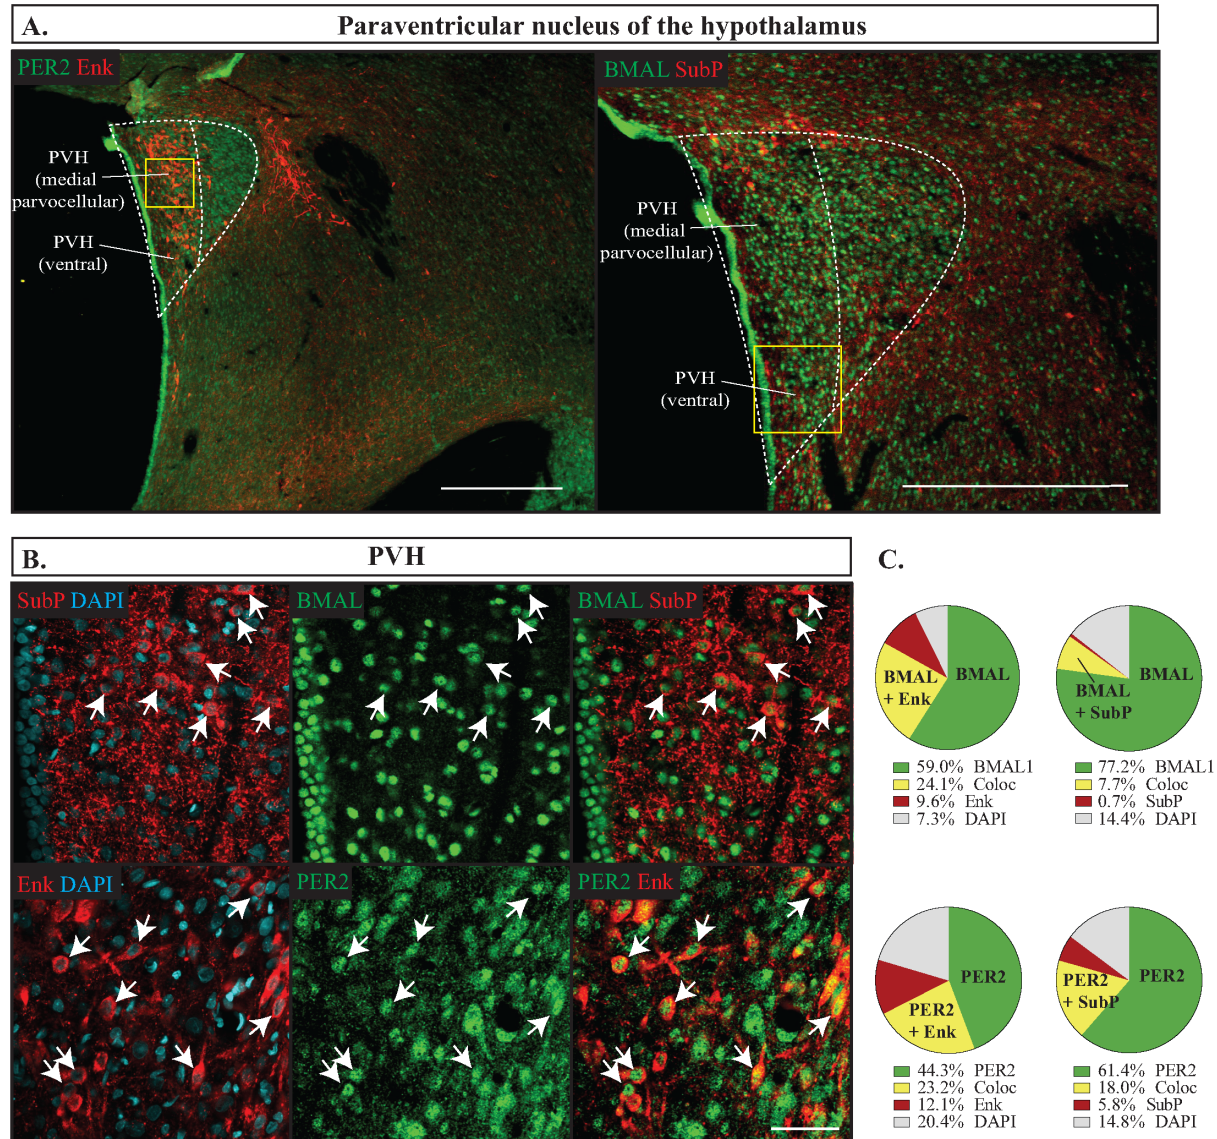 A.
Paraventricular nucleus of the hypothalamus
PER2 Enk
PVH
(medial
parvocellular)
PVH
(ventral)
BMAL SubP
PVH
(medial
parvocellular)
PVH
(ventral)
B.
PVH
SubP DAPI
BMAL
BMAL SubP
Enk DAPI
PER2
PER2 Enk
C.
BMAL
BMAL
+ Enk
59.0% BMAL1
24.1% Coloc
9.6% Enk
7.3% DAPI
BMAL
BMAL
+ SubP
77.2% BMAL1
7.7% Coloc
0.7% SubP
14.4% DAPI
PER2
PER2
+ Enk
44.3% PER2
23.2% Coloc
12.1% Enk
20.4% DAPI
PER2
PER2
+ SubP
61.4% PER2
18.0% Coloc
5.8% SubP
14.8% DAPI